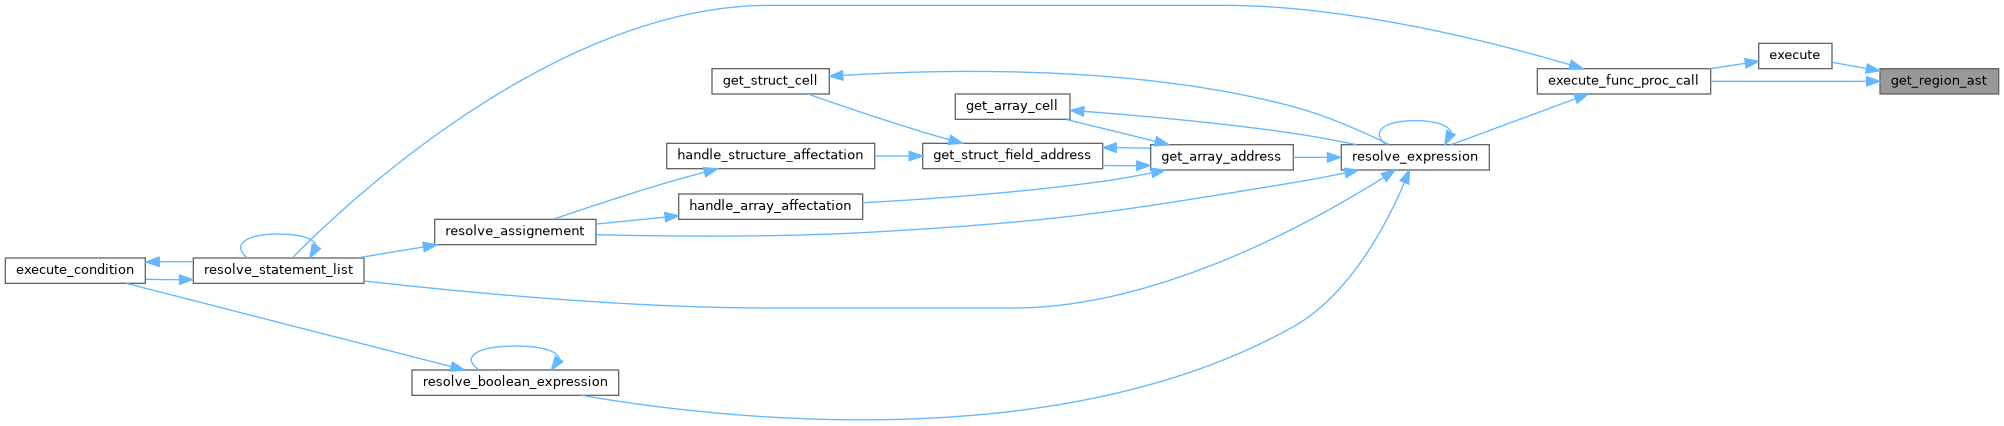 execute
get_struct_cell
execute_func_proc_call
get_region_ast
get_array_cell
handle_structure_affectation
get_struct_field_address
get_array_address
resolve_expression
handle_array_affectation
resolve_assignement
execute_condition
resolve_statement_list
resolve_boolean_expression